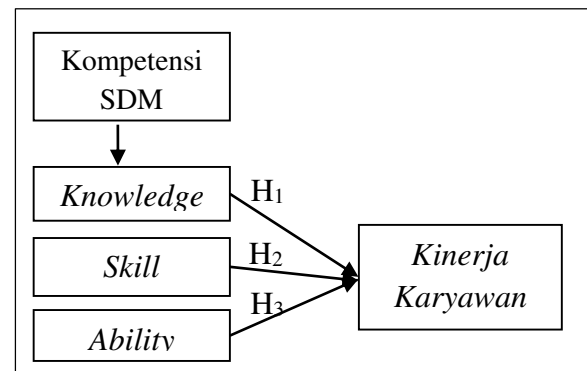 Kompetensi
SDM
Knowledge
H1
Skill
H2
Ability
H3
Kinerja
Karyawan